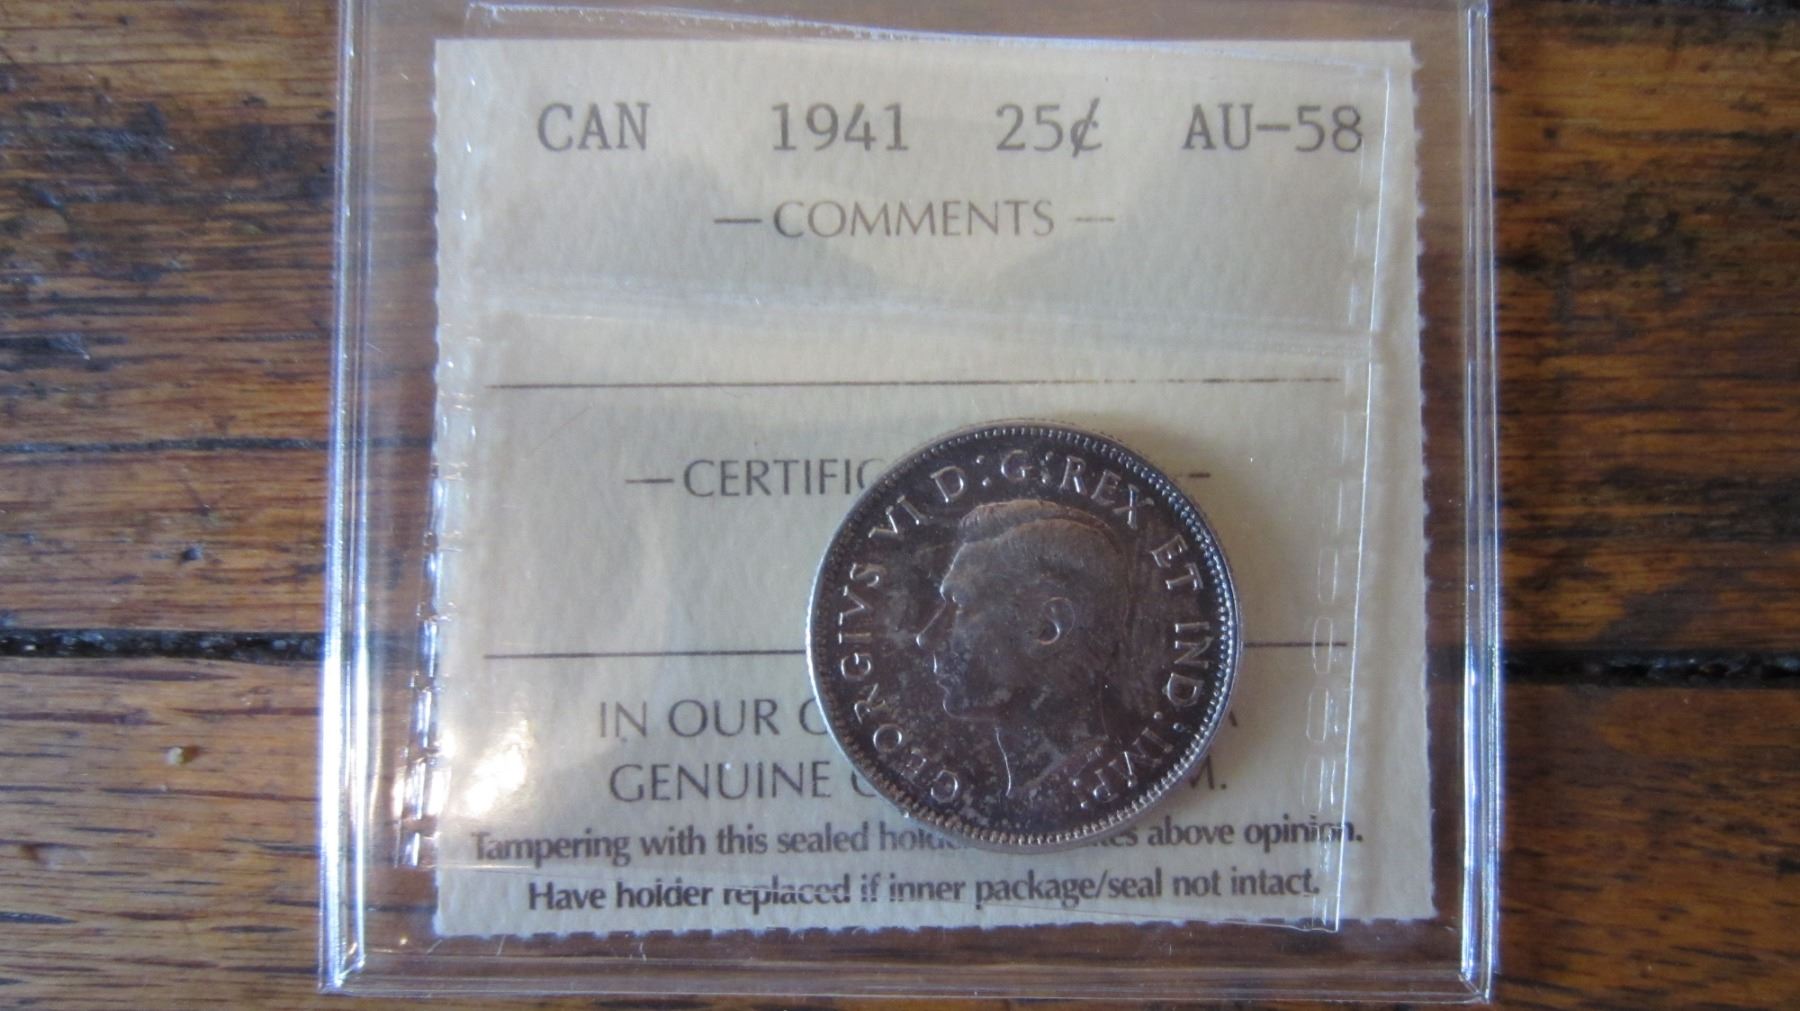 CAN 1941 25¢ AU-58
— COMMENTS —
— CERTIFIC
GEORGIVS VI D:G:REX ET IND:IMP:
IN OUR
GENUINE M.
Tampering with this sealed above opinion.
Have holder replaced if inner package/seal not intact.